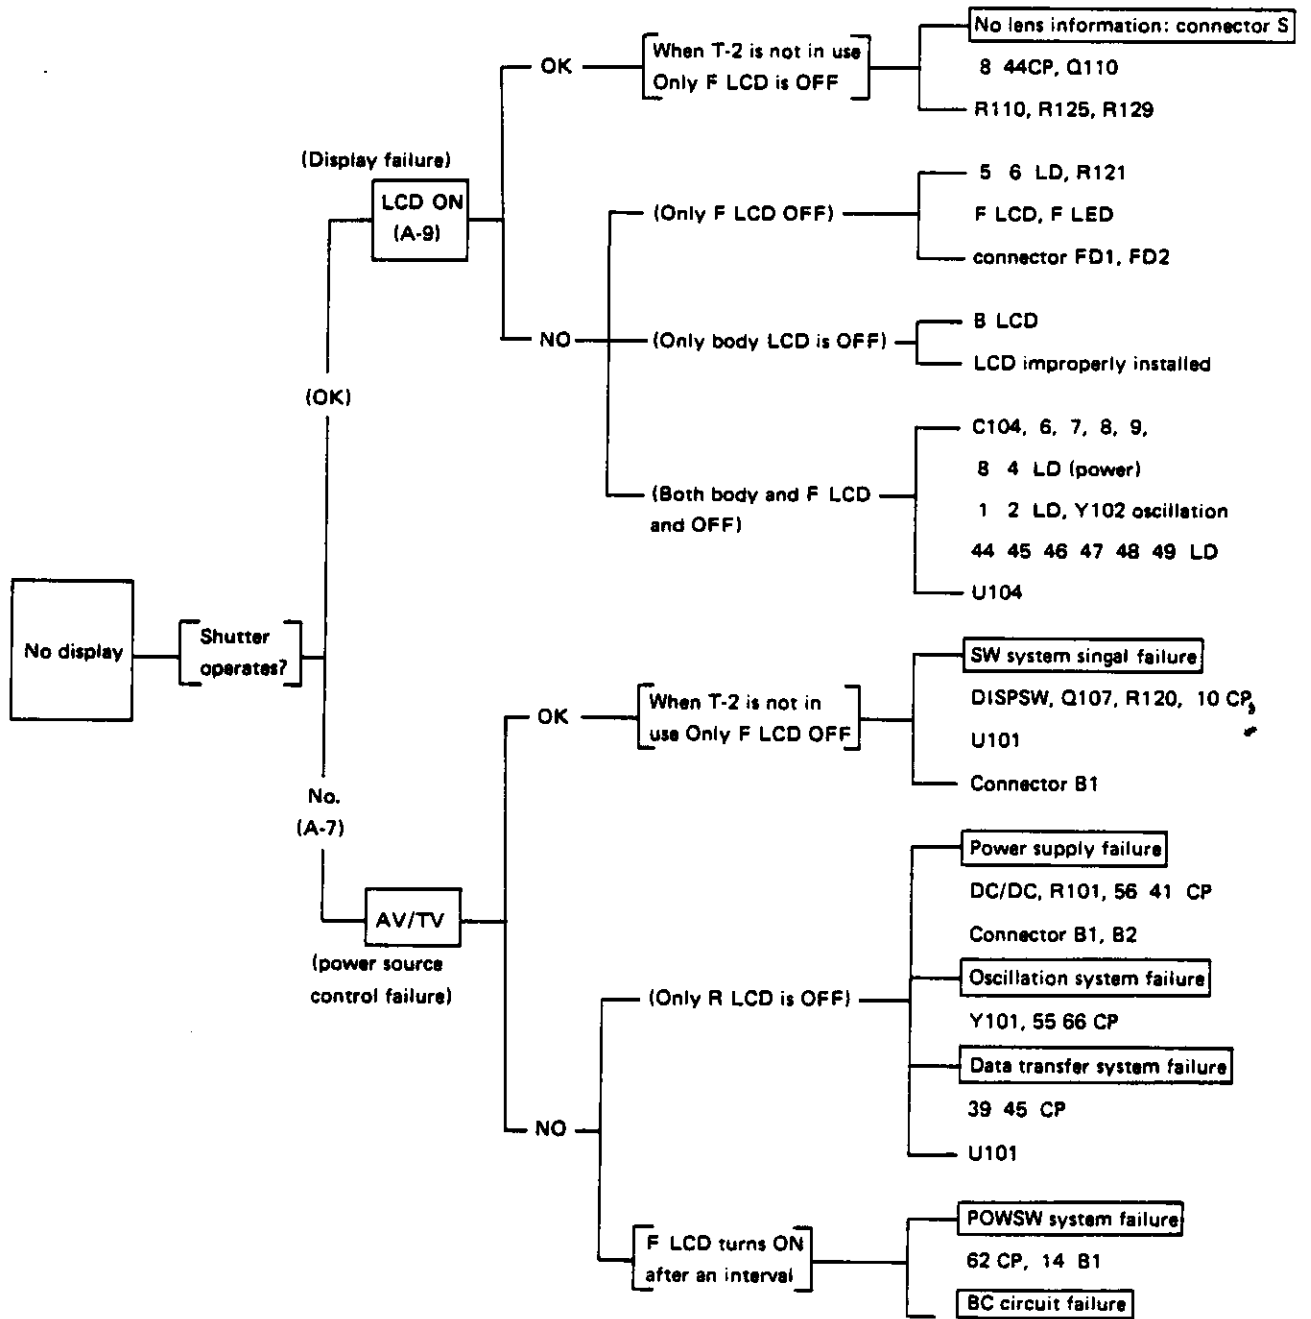 No display
Shutter
operates?
(OK)
No.
(A-7)
(Display failure)
LCD ON
(A-9)
OK
When T-2 is not in use
Only F LCD is OFF
No lens information: connector S
8 44CP, Q110
R110, R125, R129
NO
(Only F LCD OFF)
5 6 LD, R121
F LCD, F LED
connector FD1, FD2
(Only body LCD is OFF)
B LCD
LCD improperly installed
(Both body and F LCD
and OFF)
C104, 6, 7, 8, 9,
8 4 LD (power)
1 2 LD, Y102 oscillation
44 45 46 47 48 49 LD
U104
AV/TV
(power source
control failure)
OK
When T-2 is not in
use Only F LCD OFF
SW system singal failure
DISPSW, Q107, R120, 10 CP,
U101
Connector B1
NO
(Only R LCD is OFF)
Power supply failure
DC/DC, R101, 56 41 CP
Connector B1, B2
Oscillation system failure
Y101, 55 66 CP
Data transfer system failure
39 45 CP
U101
F LCD turns ON
after an interval
POWSW system failure
62 CP, 14 B1
BC circuit failure